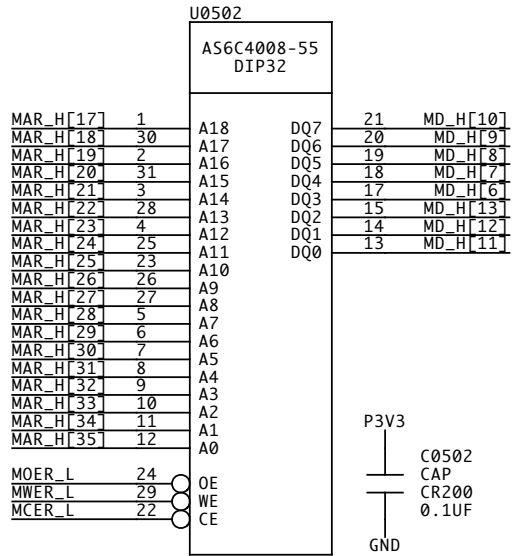 U0502
AS6C4008-55
DIP32
MAR_H[17] 1 A18 DQ7 21 MD_H[10]
MAR_H[18] 30 A17 DQ6 20 MD_H[9]
MAR_H[19] 2 A16 DQ5 19 MD_H[8]
MAR_H[20] 31 A15 DQ4 18 MD_H[7]
MAR_H[21] 3 A14 DQ3 17 MD_H[6]
MAR_H[22] 28 A13 DQ2 15 MD_H[13]
MAR_H[23] 4 A12 DQ1 14 MD_H[12]
MAR_H[24] 25 A11 DQ0 13 MD_H[11]
MAR_H[25] 23 A10
MAR_H[26] 26 A9
MAR_H[27] 27 A8
MAR_H[28] 5 A7
MAR_H[29] 6 A6
MAR_H[30] 7 A5
MAR_H[31] 8 A4
MAR_H[32] 9 A3
MAR_H[33] 10 A2
MAR_H[34] 11 A1
MAR_H[35] 12 A0
MOER_L 24 OE
MWER_L 29 WE
MCER_L 22 CE
P3V3
C0502
CAP
CR200
0.1UF
GND